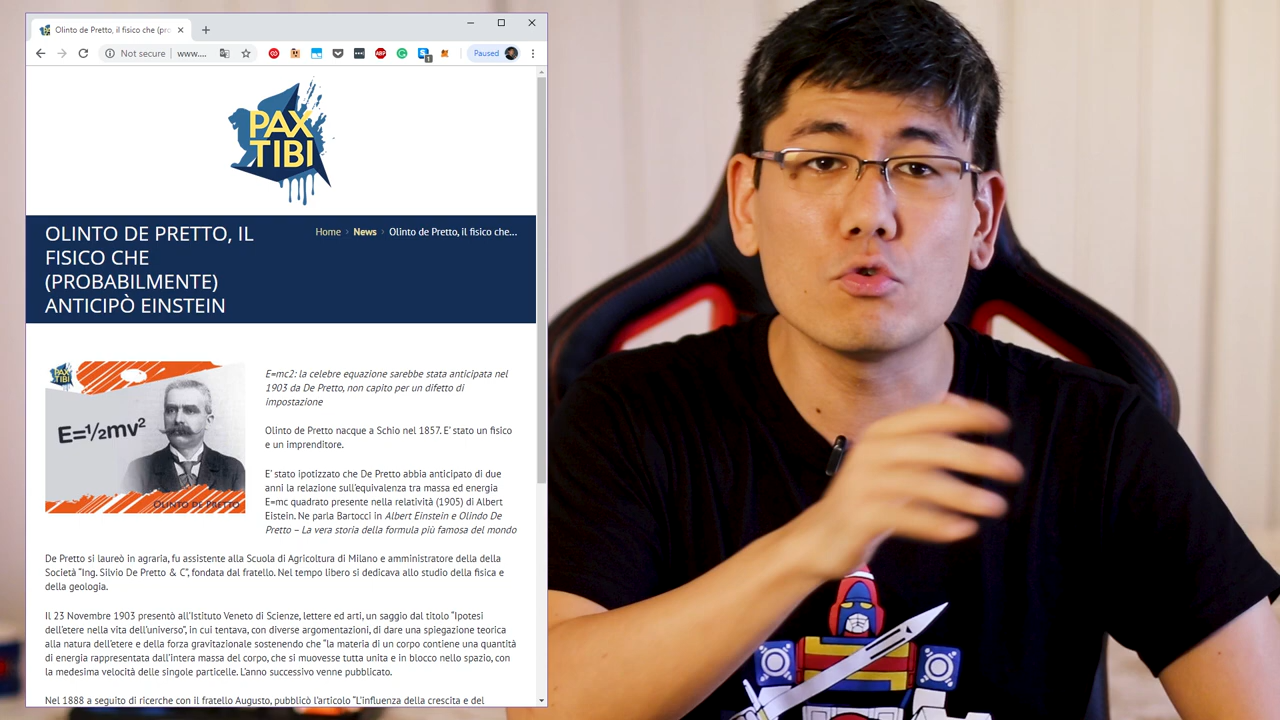 Olinto de Pretto, il fisico che (pro
Not secure
www....
Paused
ABP
1
PAX
TIBI
OLINTO DE PRETTO, IL
FISICO CHE
(PROBABILMENTE)
ANTICIPÒ EINSTEIN
Home › News › Olinto de Pretto, il fisico che...
PAX
TIBI
E=½mv²
OLINTO DE PRETTO
E=mc2: la celebre equazione sarebbe stata anticipata nel
1903 da De Pretto, non capito per un difetto di
impostazione
Olinto de Pretto nacque a Schio nel 1857. E' stato un fisico
e un imprenditore.
E' stato ipotizzato che De Pretto abbia anticipato di due
anni la relazione sull'equivalenza tra massa ed energia
E=mc quadrato presente nella relatività (1905) di Albert
Eistein. Ne parla Bartocci in Albert Einstein e Olindo De
Pretto – La vera storia della formula più famosa del mondo
De Pretto si laureò in agraria, fu assistente alla Scuola di Agricoltura di Milano e amministratore della della
Società "Ing. Silvio De Pretto & C", fondata dal fratello. Nel tempo libero si dedicava allo studio della fisica e
della geologia.
Il 23 Novembre 1903 presentò all'Istituto Veneto di Scienze, lettere ed arti, un saggio dal titolo "Ipotesi
dell'etere nella vita dell'universo", in cui tentava, con diverse argomentazioni, di dare una spiegazione teorica
alla natura dell'etere e della forza gravitazionale sostenendo che "la materia di un corpo contiene una quantità
di energia rappresentata dall'intera massa del corpo, che si muovesse tutta unita e in blocco nello spazio, con
la medesima velocità delle singole particelle. L'anno successivo venne pubblicato.
Nel 1888 a seguito di ricerche con il fratello Augusto, pubblicò l'articolo "L'influenza della crescita e del